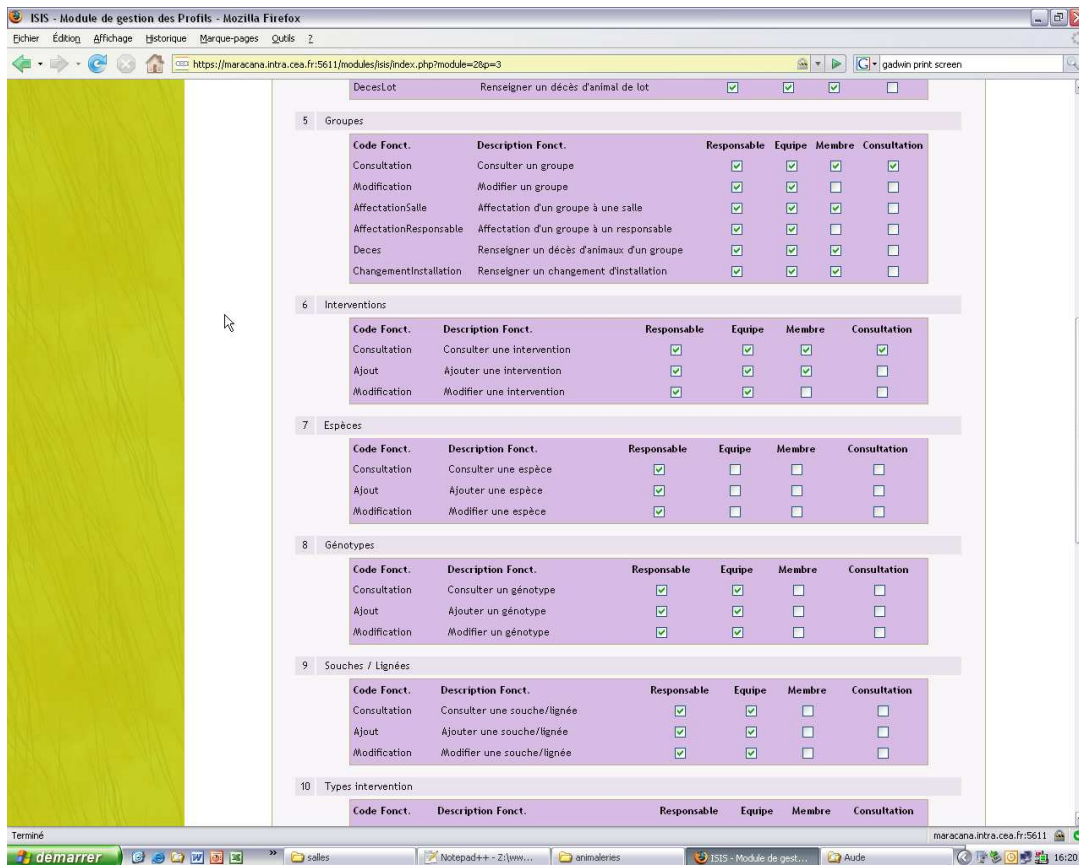 ISIS - Module de gestion des Profils - Mozilla Firefox
Fichier Édition Affichage Historique Marque-pages Outils ?
https://maracana.intra.cea.fr:5611/modules/isis/index.php?module=2&p=3 gadwin print screen
DecesLot Renseigner un décès d'animal de lot
5 Groupes
Code Fonct. Description Fonct. Responsable Equipe Membre Consultation
Consultation Consulter un groupe
Modification Modifier un groupe
AffectationSalle Affectation d'un groupe à une salle
AffectationResponsable Affectation d'un groupe à un responsable
Deces Renseigner un décès d'animaux d'un groupe
ChangementInstallation Renseigner un changement d'installation
6 Interventions
Code Fonct. Description Fonct. Responsable Equipe Membre Consultation
Consultation Consulter une intervention
Ajout Ajouter une intervention
Modification Modifier une intervention
7 Espèces
Code Fonct. Description Fonct. Responsable Equipe Membre Consultation
Consultation Consulter une espèce
Ajout Ajouter une espèce
Modification Modifier une espèce
8 Génotypes
Code Fonct. Description Fonct. Responsable Equipe Membre Consultation
Consultation Consulter un génotype
Ajout Ajouter un génotype
Modification Modifier un génotype
9 Souches / Lignées
Code Fonct. Description Fonct. Responsable Equipe Membre Consultation
Consultation Consulter une souche/lignée
Ajout Ajouter une souche/lignée
Modification Modifier une souche/lignée
10 Types intervention
Code Fonct. Description Fonct. Responsable Equipe Membre Consultation
Terminé maracana.intra.cea.fr:5611
démarrer » salles Notepad++ - Z:\ww... animaleries ISIS - Module de gest... Aude 16:20